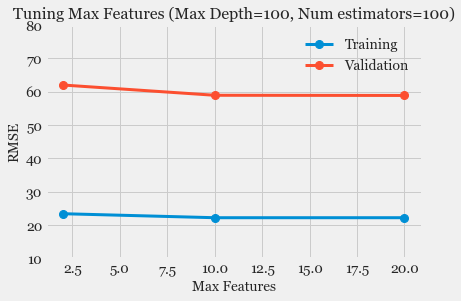 Tuning Max Features (Max Depth=100, Num estimators=100)
80
70
60
50
40
30
20
10
RMSE
Training
Validation
2.5 5.0 7.5 10.0 12.5 15.0 17.5 20.0
Max Features